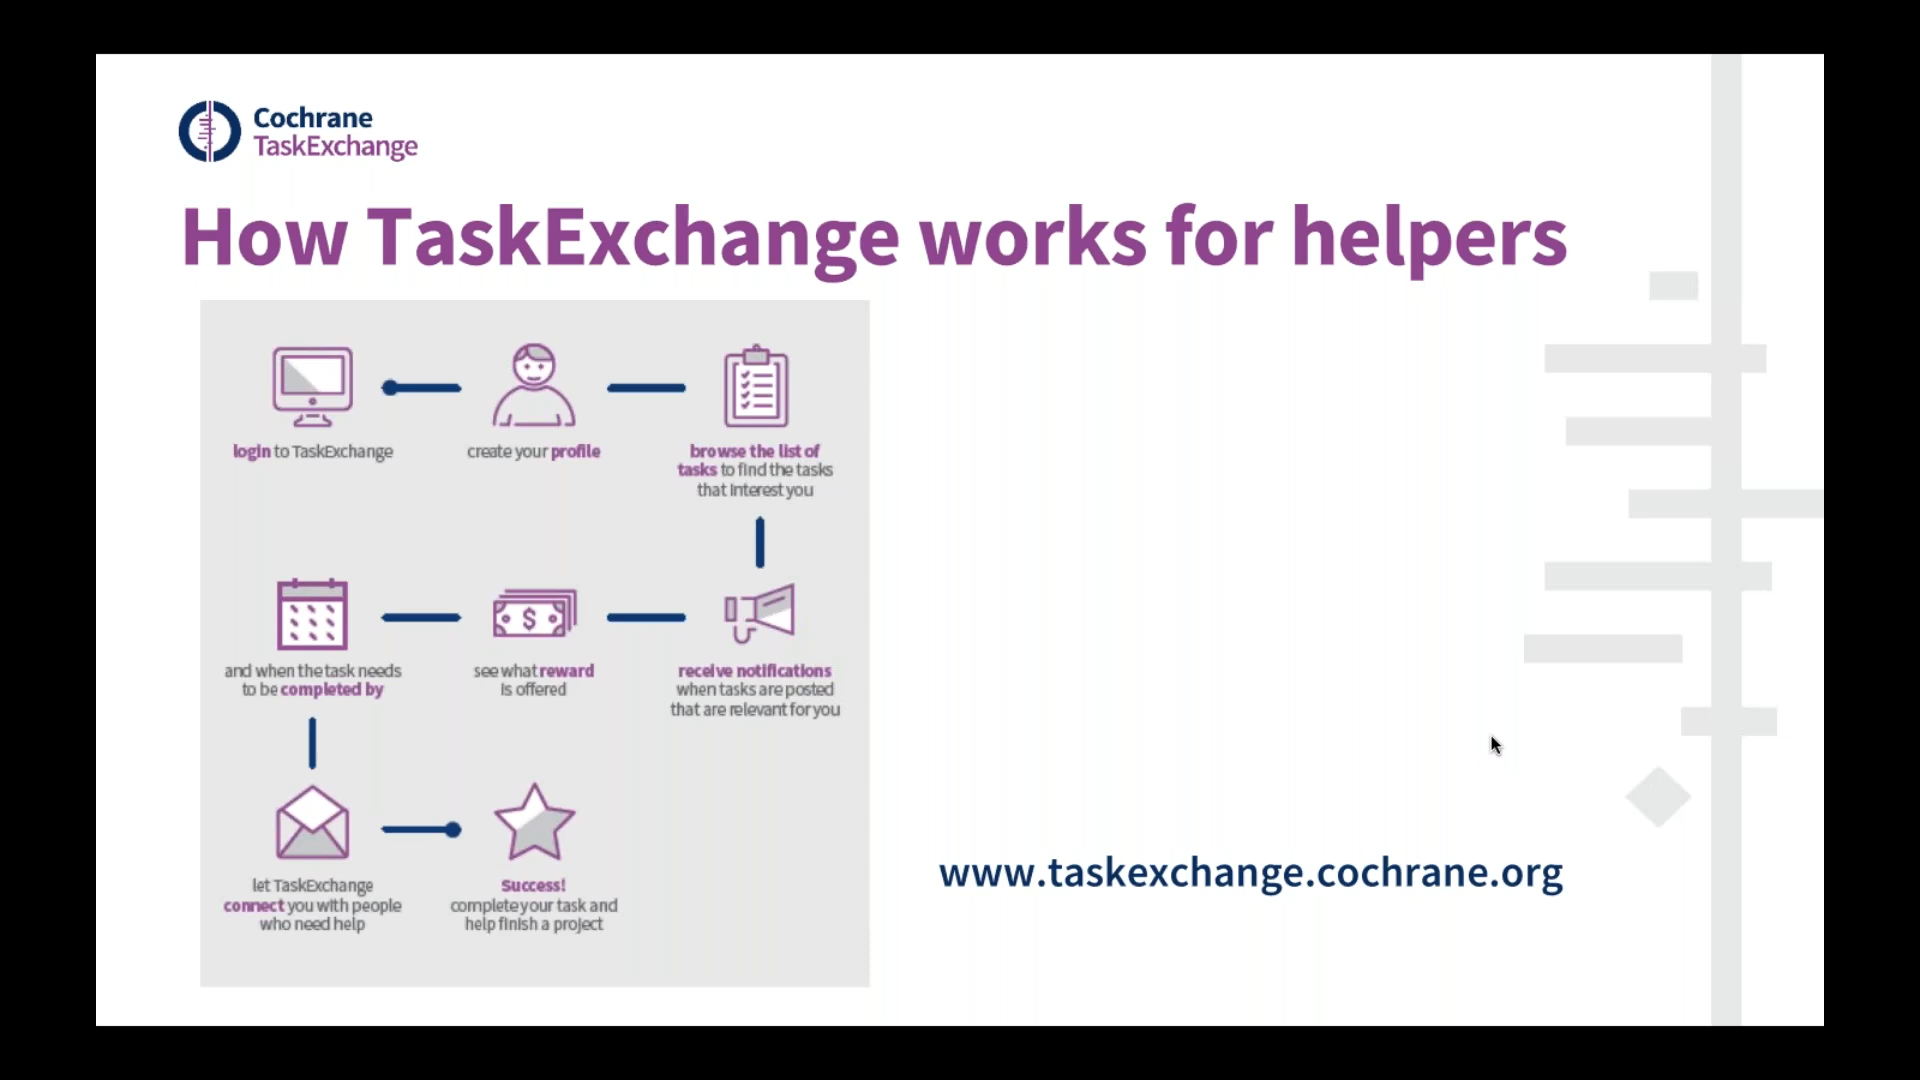 Cochrane
TaskExchange
How TaskExchange works for helpers
login to TaskExchange
create your profile
browse the list of
tasks to find the tasks
that interest you
receive notifications
when tasks are posted
that are relevant for you
$
see what reward
is offered
and when the task needs
to be completed by
let TaskExchange
connect you with people
who need help
Success!
complete your task and
help finish a project
www.taskexchange.cochrane.org